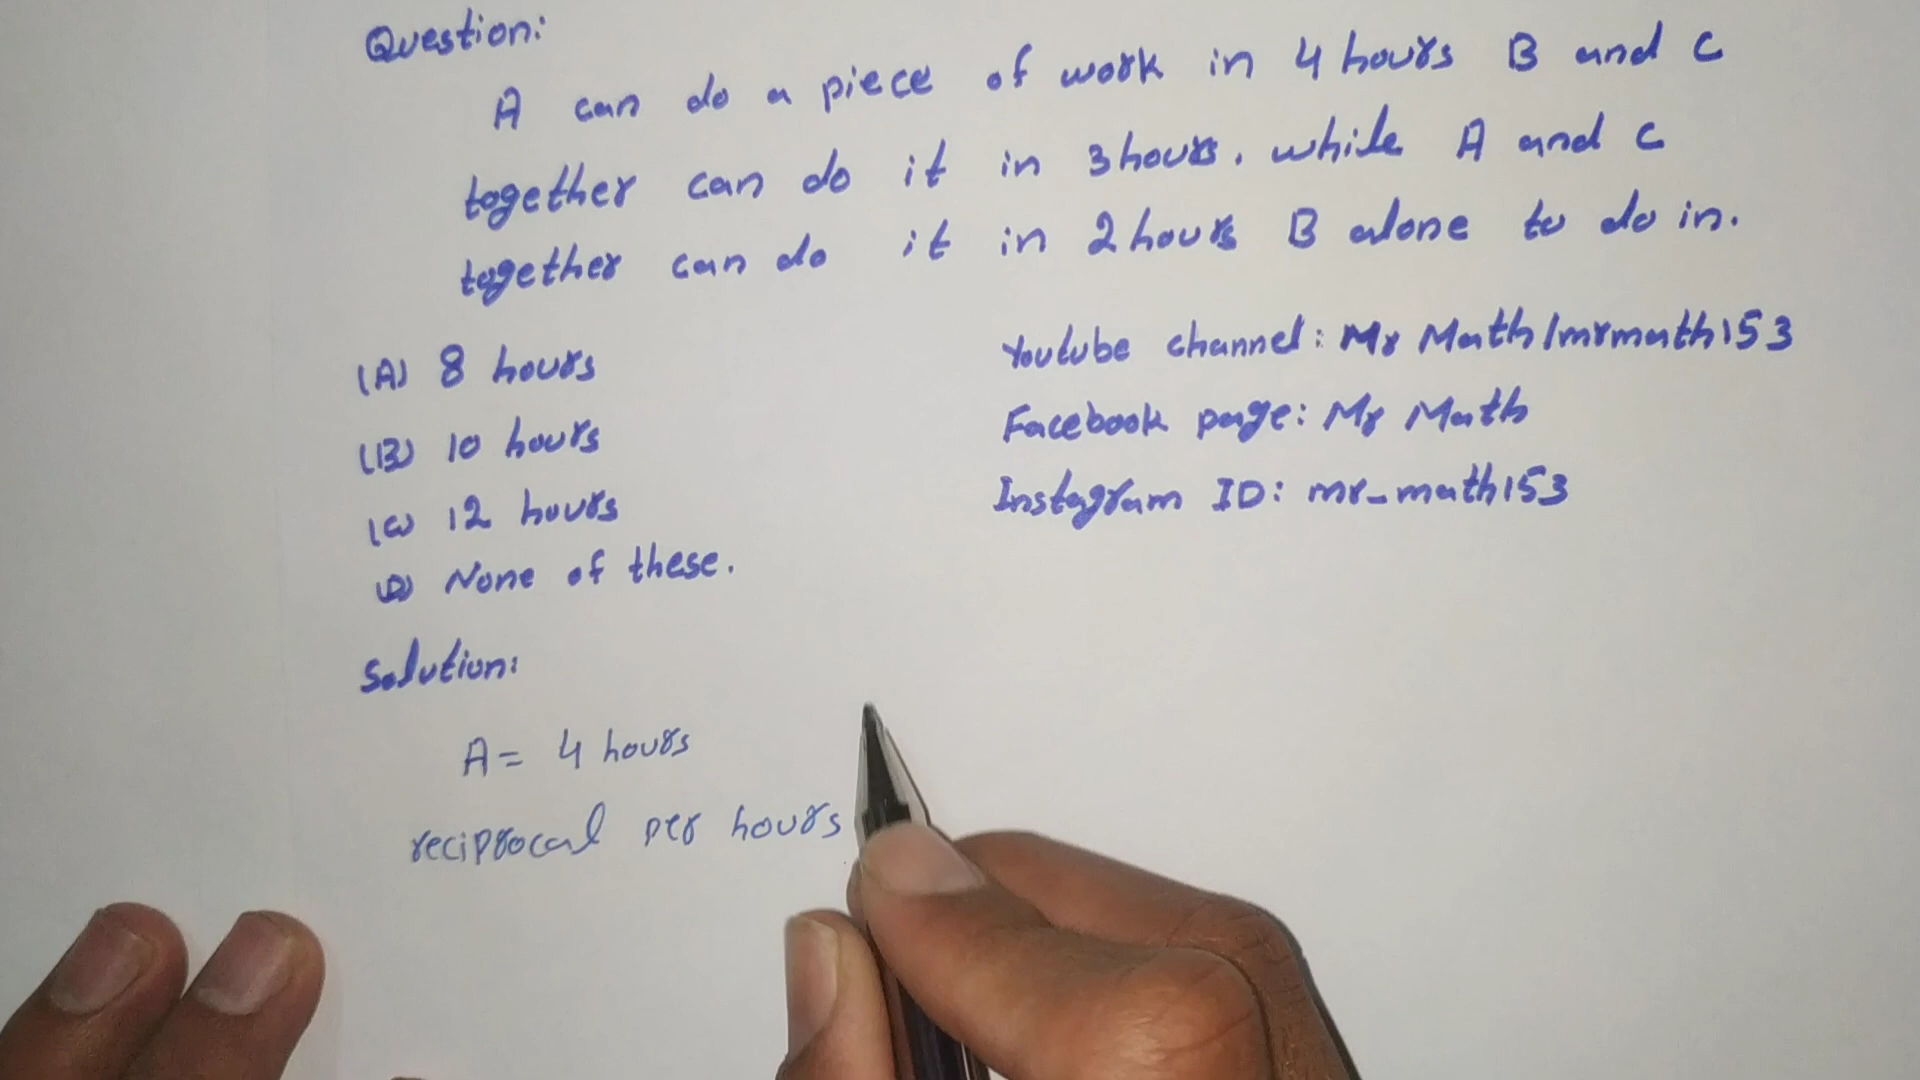 Question:
A can do a piece of work in 4 hours B and C
together can do it in 3 hours. while A and C
together can do it in 2 hours B alone to do in.
(A) 8 hours
(B) 10 hours
(C) 12 hours
(D) None of these.
Youtube channel: Mr Math/mrmath153
Facebook page: Mr Math
Instagram ID: mr_math153
Solution:
A = 4 hours
reciprocal per hours